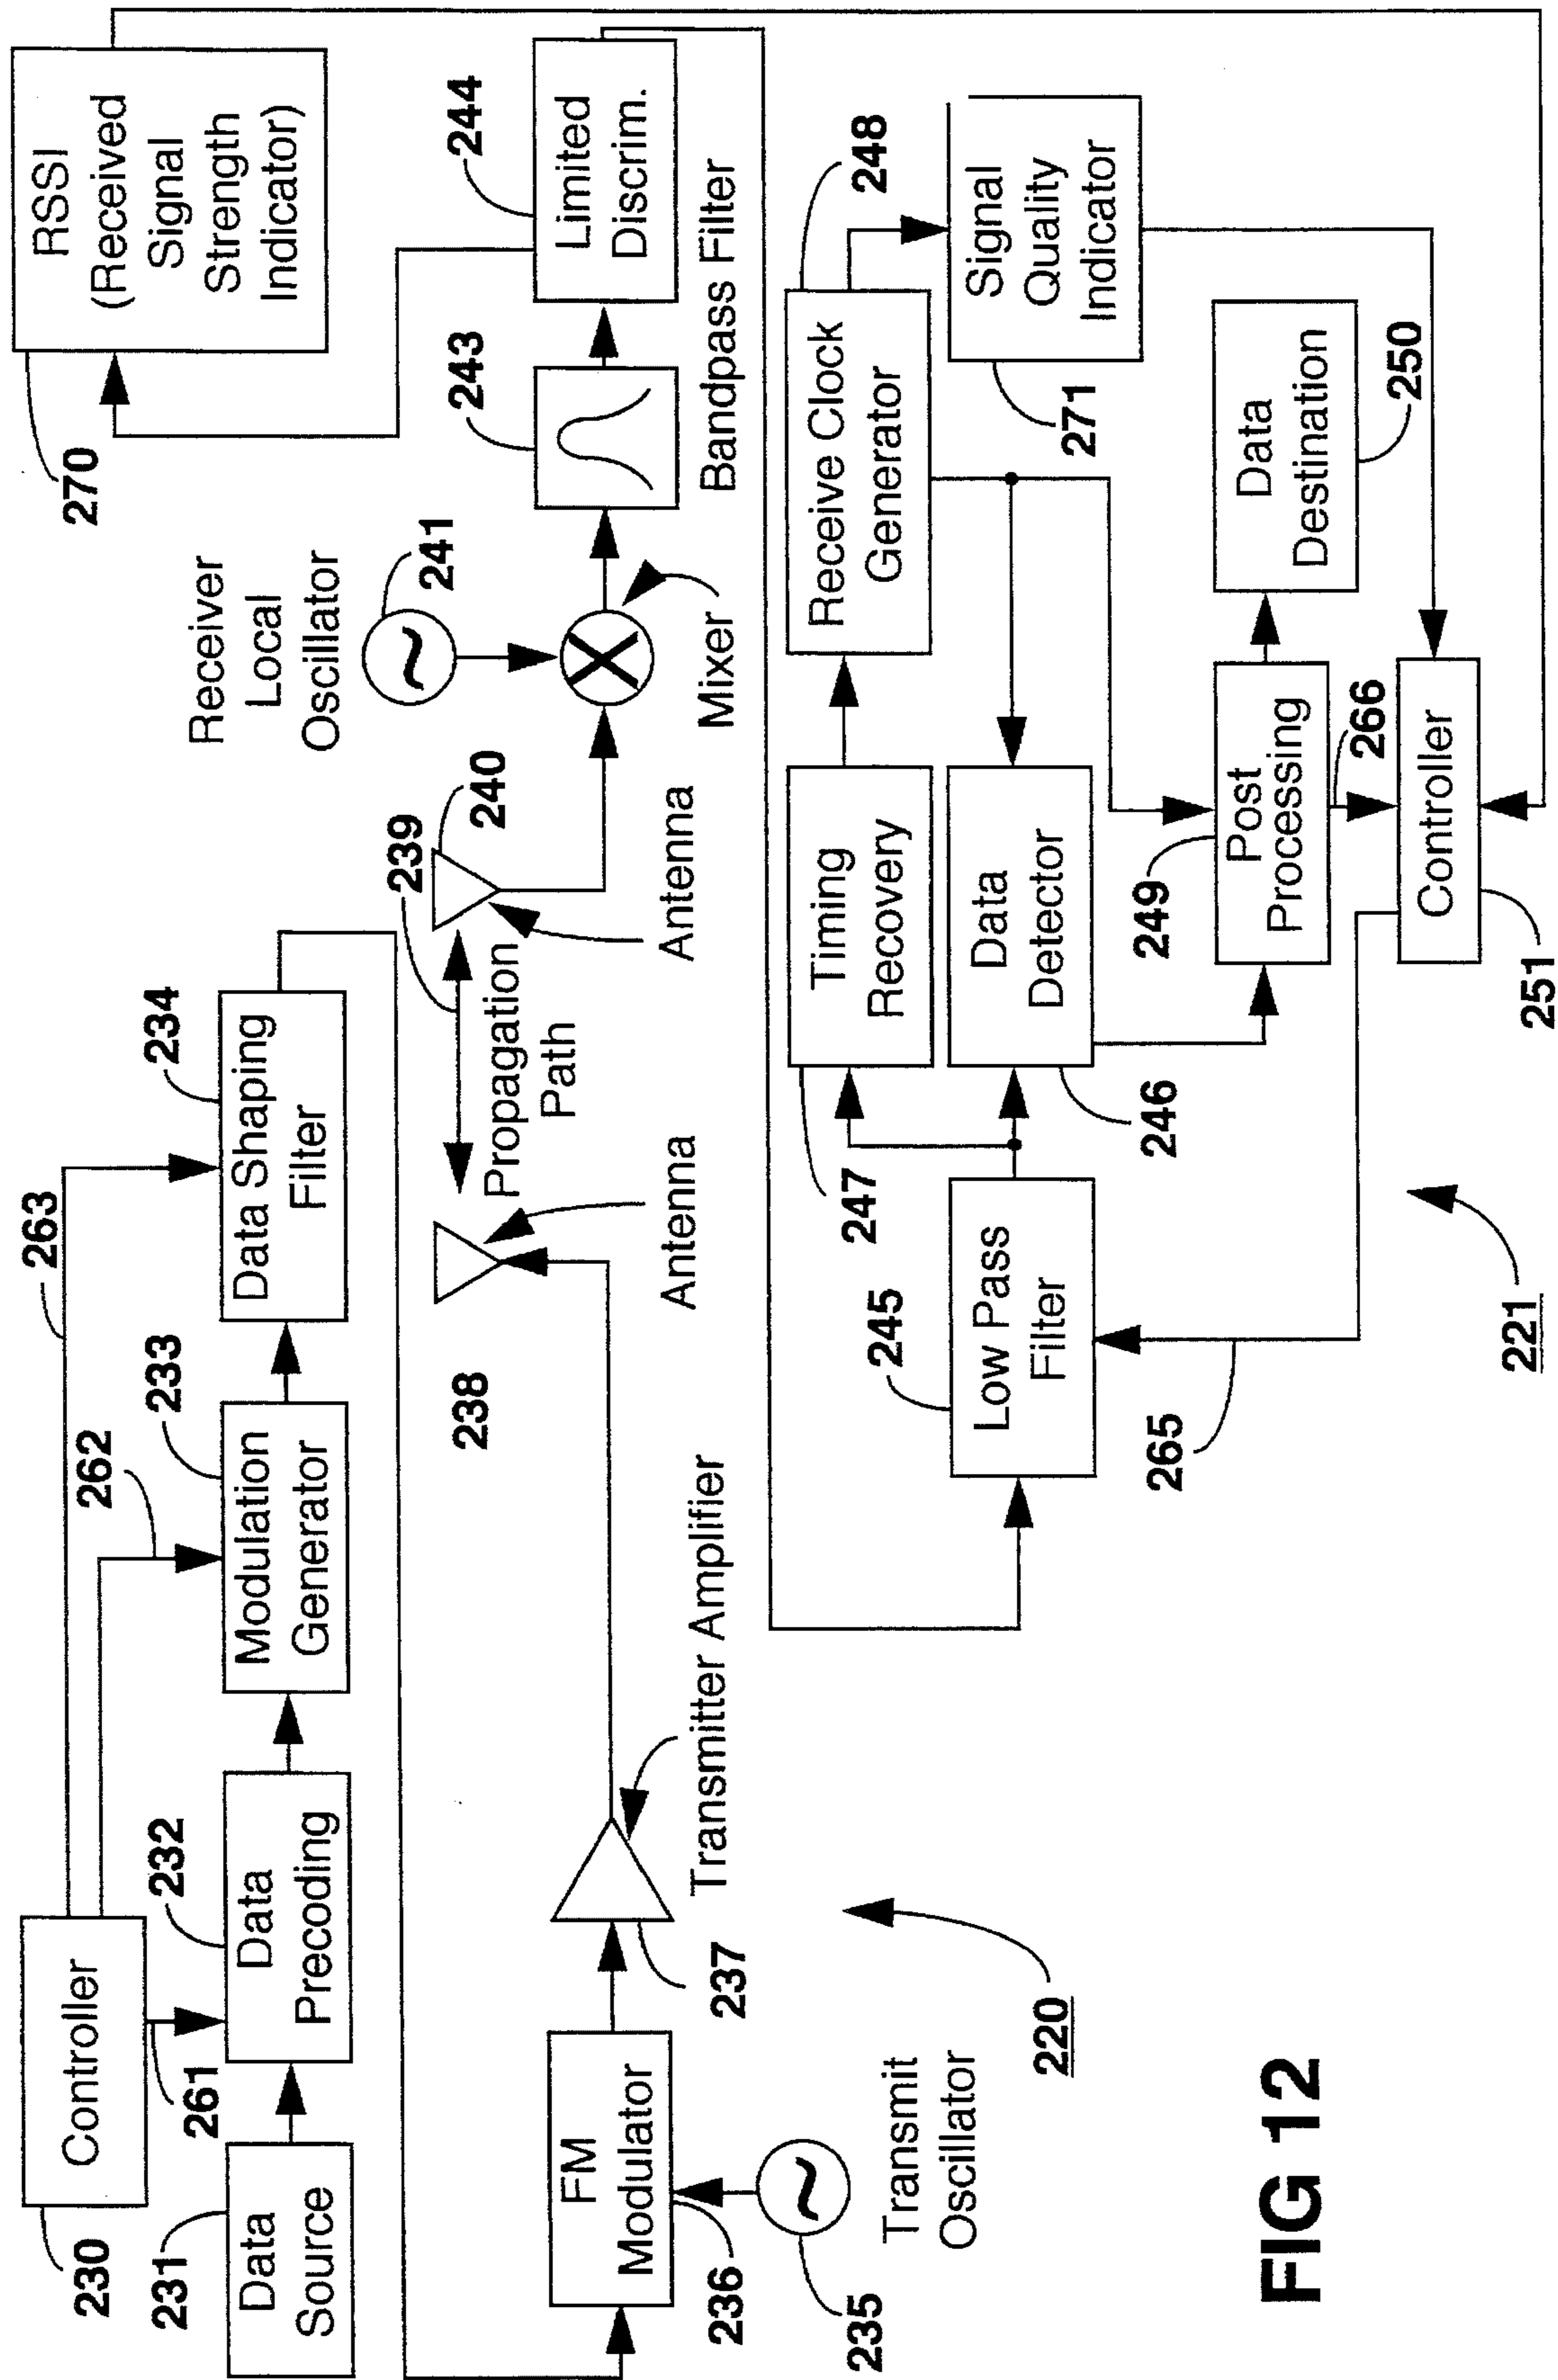 230
Controller
261
262
263
231
Data
Source
232
Data
Precoding
233
Modulation
Generator
234
Data Shaping
Filter
235
Transmit
Oscillator
236
FM
Modulator
237
Transmitter Amplifier
238
Antenna
239
Propagation
Path
240
Antenna
Receiver
Local
Oscillator
241
Mixer
243
Bandpass Filter
244
Limited
Discrim.
270
RSSI
(Received
Signal
Strength
Indicator)
220
245
Low Pass
Filter
265
247
Timing
Recovery
246
Data
Detector
248
Receive Clock
Generator
271
Signal
Quality
Indicator
249
Post
Processing
266
250
Data
Destination
251
Controller
221
FIG 12